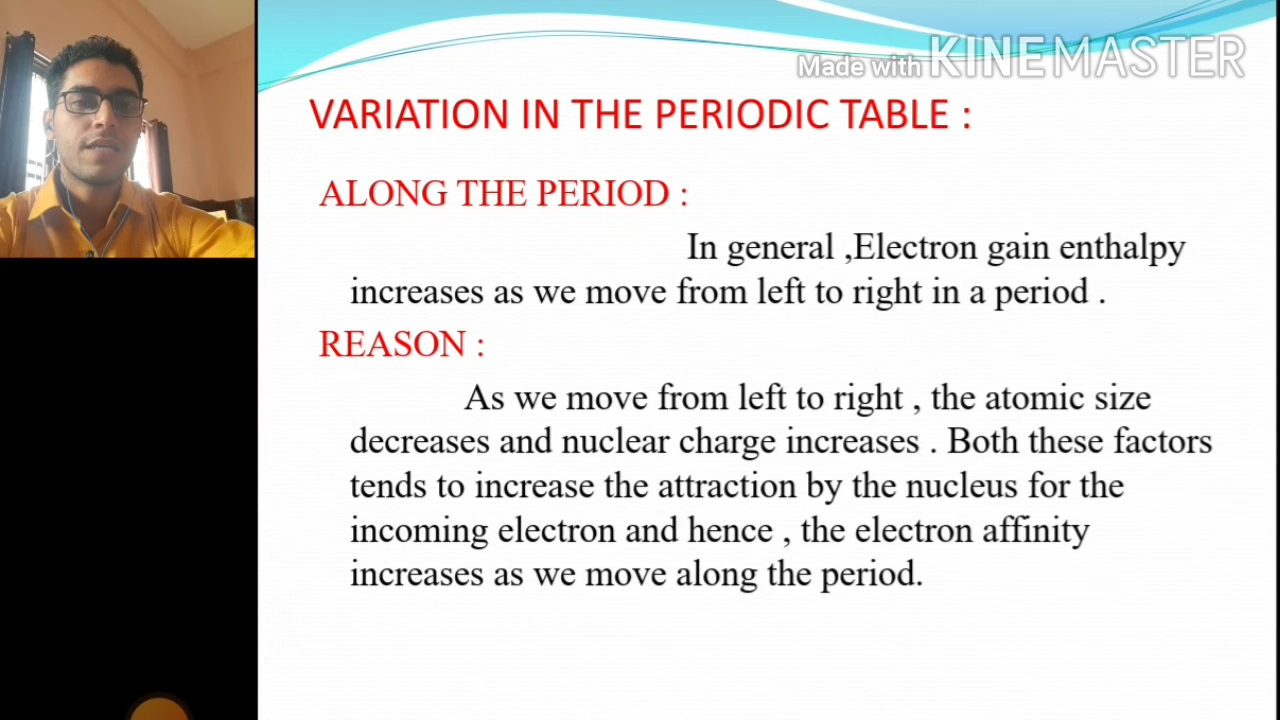 Made with KINEMASTER
VARIATION IN THE PERIODIC TABLE :
ALONG THE PERIOD :
In general ,Electron gain enthalpy
increases as we move from left to right in a period .
REASON :
As we move from left to right , the atomic size
decreases and nuclear charge increases . Both these factors
tends to increase the attraction by the nucleus for the
incoming electron and hence , the electron affinity
increases as we move along the period.